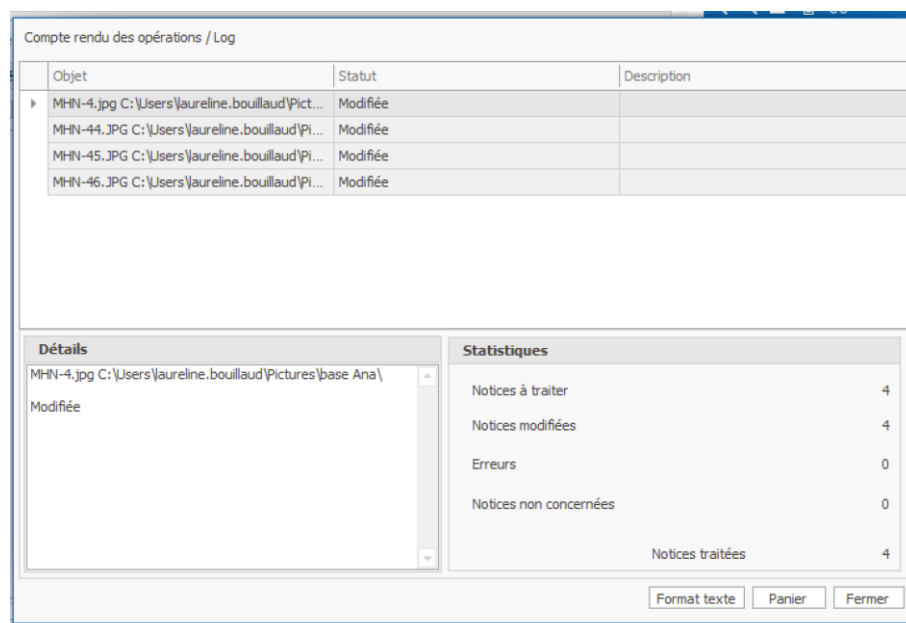 Compte rendu des opérations / Log
Objet Statut Description
MHN-4.jpg C:\Users\laureline.bouillaud\Pict... Modifiée
MHN-44.JPG C:\Users\laureline.bouillaud\Pi... Modifiée
MHN-45.JPG C:\Users\laureline.bouillaud\Pi... Modifiée
MHN-46.JPG C:\Users\laureline.bouillaud\Pi... Modifiée
Détails
MHN-4.jpg C:\Users\laureline.bouillaud\Pictures\base Ana\
Modifiée
Statistiques
Notices à traiter 4
Notices modifiées 4
Erreurs 0
Notices non concernées 0
Notices traitées 4
Format texte Panier Fermer